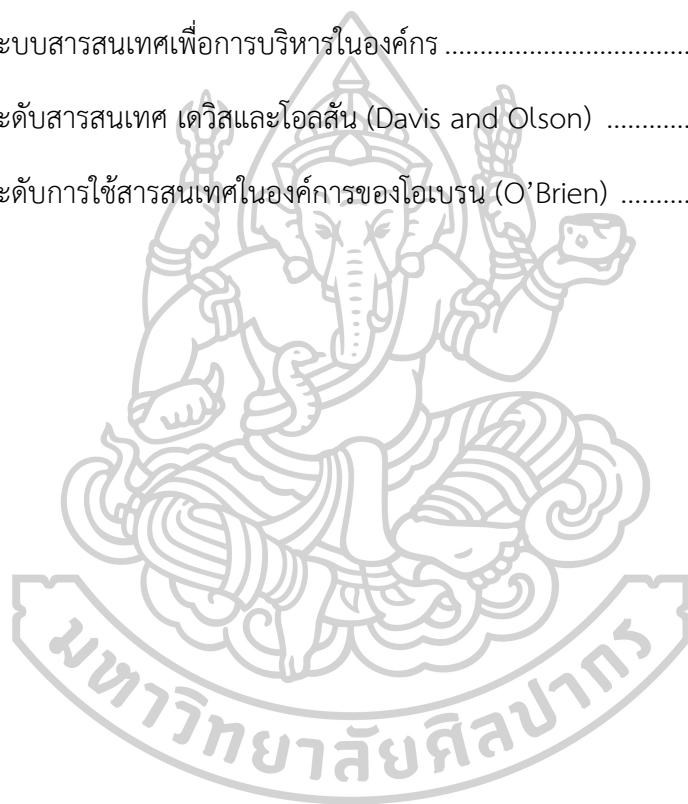 ะบบสารสนเทศเพื่อการบริหารในองค์กร ....................................
ะดับสารสนเทศ เดวิสและโอลสัน (Davis and Olson) ............
ะดับการใช้สารสนเทศในองค์การของโอเบรน (O’Brien) ..........
มหาวิทยาลัยศิลปากร